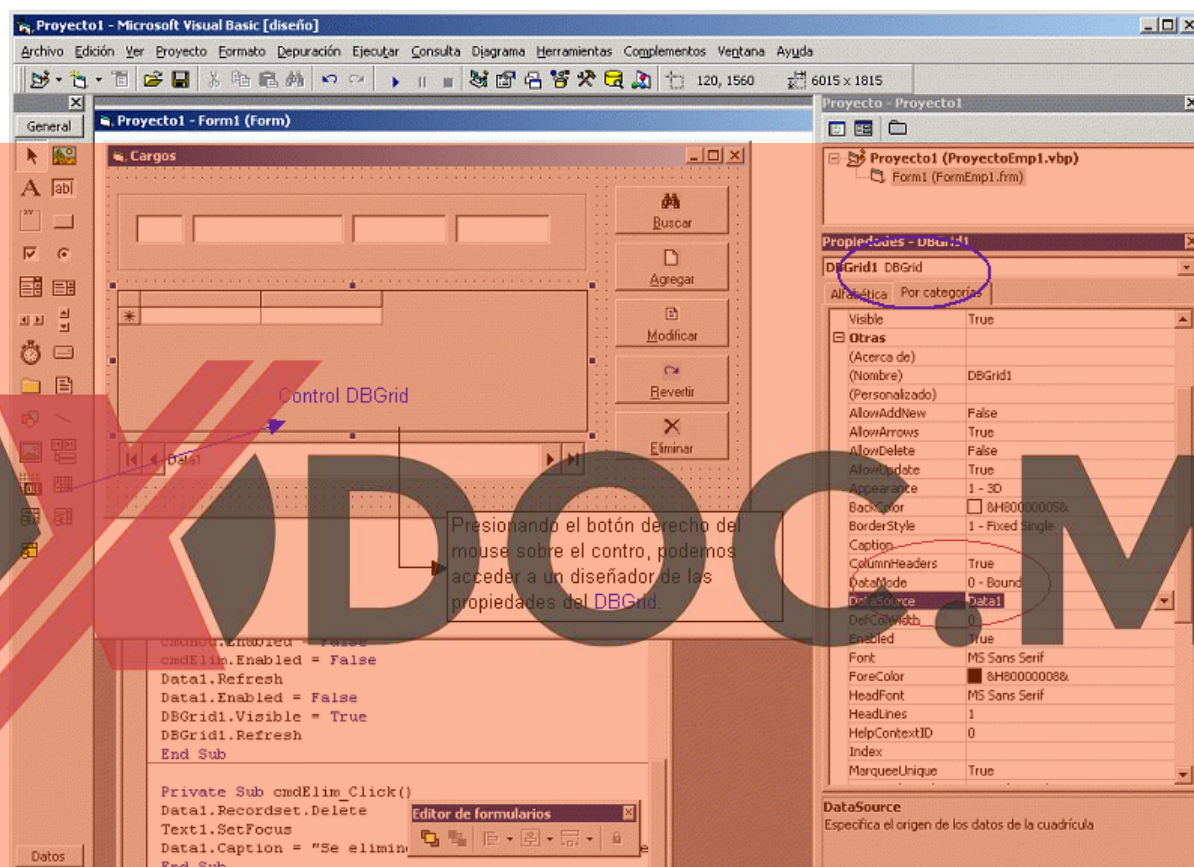 Proyecto1 - Microsoft Visual Basic [diseño]
Archivo Edición Ver Proyecto Formato Depuración Ejecutar Consulta Diagrama Herramientas Complementos Ventana Ayuda
120, 1560 6015 x 1815
General
Proyecto1 - Form1 (Form)
Cargos
Buscar
Agregar
Modificar
Revertir
Eliminar
Control DBGrid
Data1
Presionando el botón derecho del
mouse sobre el contro, podemos
acceder a un diseñador de las
propiedades del DBGrid.
cmdElim.Enabled = False
Data1.Refresh
Data1.Enabled = False
DBGrid1.Visible = True
DBGrid1.Refresh
End Sub
Private Sub cmdElim_Click()
Data1.Recordset.Delete
Text1.SetFocus
Data1.Caption = "Se elimin
End Sub
Editor de formularios
Datos
Proyecto - Proyecto1
Proyecto1 (ProyectoEmp1.vbp)
Form1 (FormEmp1.frm)
Propiedades - DBGrid1
DBGrid1 DBGrid
Alfabética Por categorías
Visible True
Otras
(Acerca de)
(Nombre) DBGrid1
(Personalizado)
AllowAddNew False
AllowArrows True
AllowDelete False
AllowUpdate True
Appearance 1 - 3D
BackColor &H80000005&
BorderStyle 1 - Fixed Single
Caption
ColumnHeaders True
DataMode 0 - Bound
DataSource Data1
DefColWidth 0
Enabled True
Font MS Sans Serif
ForeColor &H80000008&
HeadFont MS Sans Serif
HeadLines 1
HelpContextID 0
Index
MarqueeUnique True
DataSource
Especifica el origen de los datos de la cuadrícula
XDOC.M